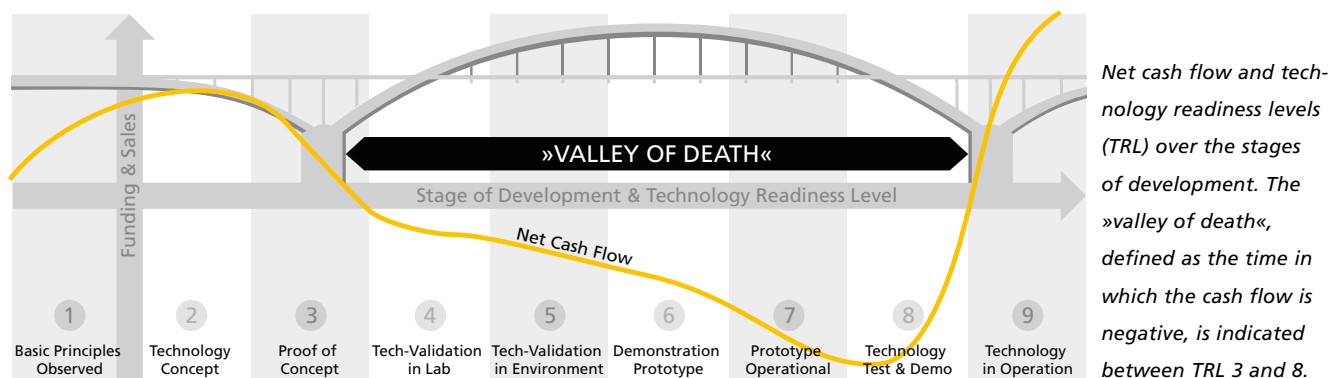 Funding & Sales
»VALLEY OF DEATH«
Stage of Development & Technology Readiness Level
Net Cash Flow
1
Basic Principles
Observed
2
Technology
Concept
3
Proof of
Concept
4
Tech-Validation
in Lab
5
Tech-Validation
in Environment
6
Demonstration
Prototype
7
Prototype
Operational
8
Technology
Test & Demo
9
Technology
in Operation
Net cash flow and tech-
nology readiness levels
(TRL) over the stages
of development. The
»valley of death«,
defined as the time in
which the cash flow is
negative, is indicated
between TRL 3 and 8.